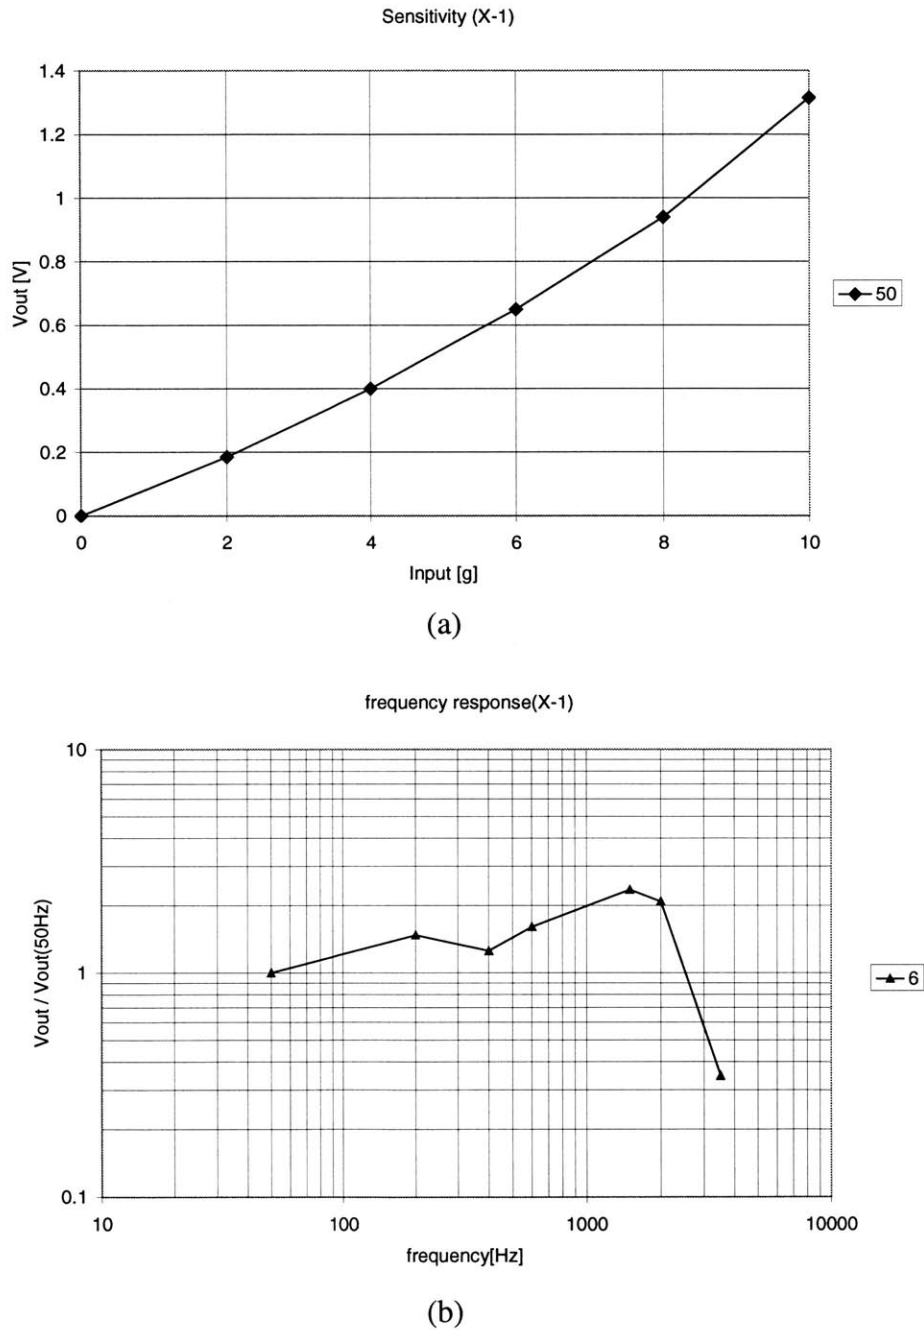 Sensitivity (X-1)
1.4
1.2
1
0.8
0.6
0.4
0.2
0
Vout [V]
0 2 4 6 8 10
Input [g]
50
(a)
frequency response(X-1)
10
1
0.1
Vout / Vout(50Hz)
10 100 1000 10000
frequency[Hz]
6
(b)